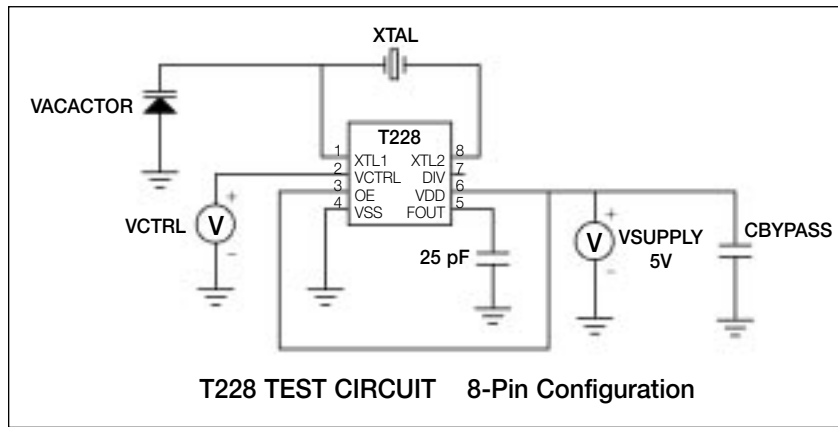 XTAL
VACACTOR
T228
1 XTL1 XTL2 8
2 VCTRL DIV 7
3 OE VDD 6
4 VSS FOUT 5
+
VCTRL V
-
25 pF
+
V VSUPPLY
5V
-
CBYPASS
T228 TEST CIRCUIT 8-Pin Configuration